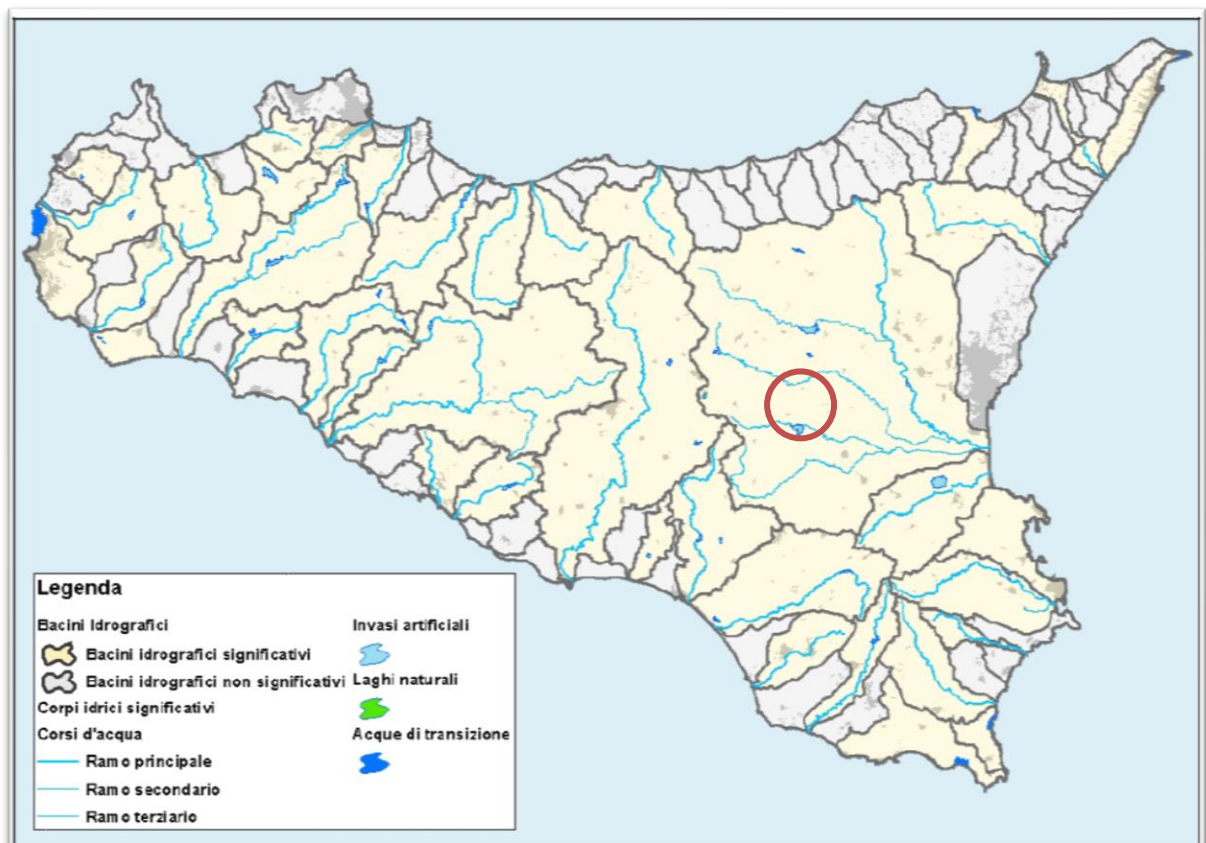 Legenda
Bacini Idrografici
Bacini idrografici significativi
Bacini idrografici non significativi
Corpi idrici significativi
Corsi d'acqua
Ramo principale
Ramo secondario
Ramo terziario
Invasi artificiali
Laghi naturali
Acque di transizione